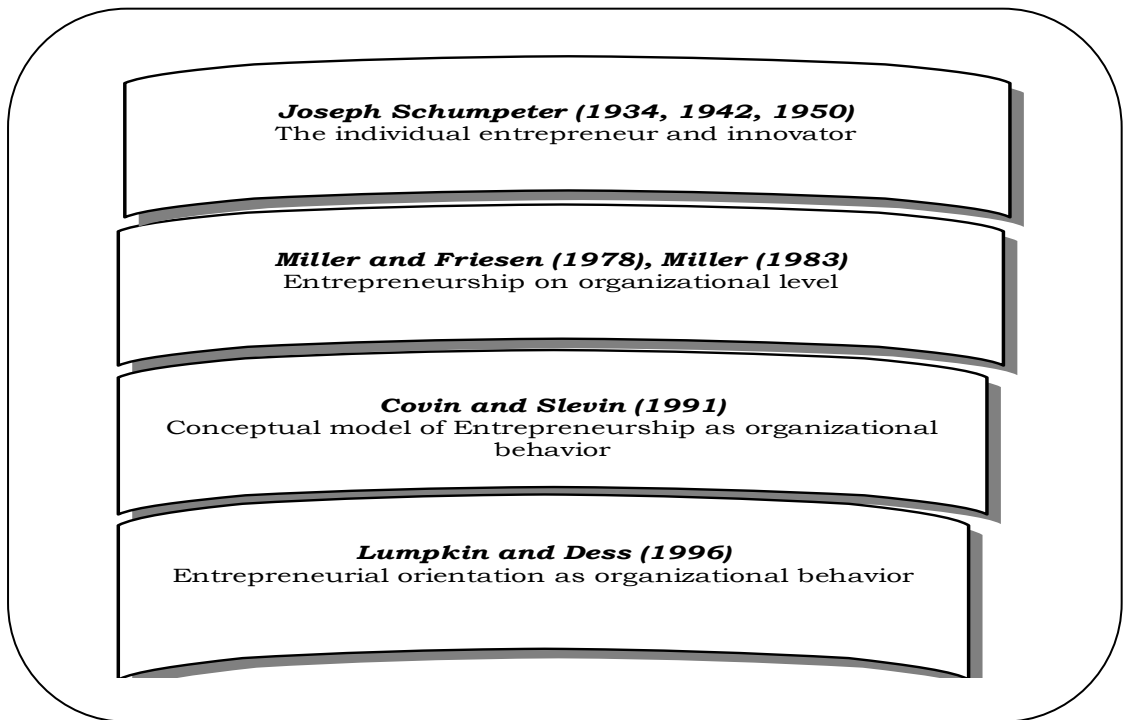 Joseph Schumpeter (1934, 1942, 1950)
The individual entrepreneur and innovator
Miller and Friesen (1978), Miller (1983)
Entrepreneurship on organizational level
Covin and Slevin (1991)
Conceptual model of Entrepreneurship as organizational
behavior
Lumpkin and Dess (1996)
Entrepreneurial orientation as organizational behavior